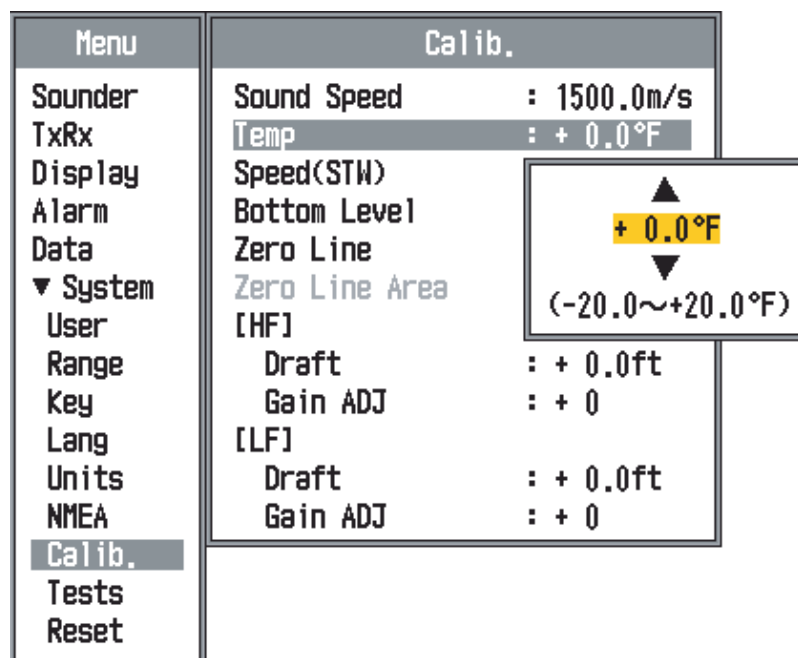 Menu
Sounder
TxRx
Display
Alarm
Data
▼ System
User
Range
Key
Lang
Units
NMEA
Calib.
Tests
Reset
Calib.
Sound Speed : 1500.0m/s
Temp : + 0.0°F
Speed(STW)
Bottom Level
Zero Line
Zero Line Area
[HF]
Draft : + 0.0ft
Gain ADJ : + 0
[LF]
Draft : + 0.0ft
Gain ADJ : + 0
▲
+ 0.0°F
▼
(-20.0~+20.0°F)